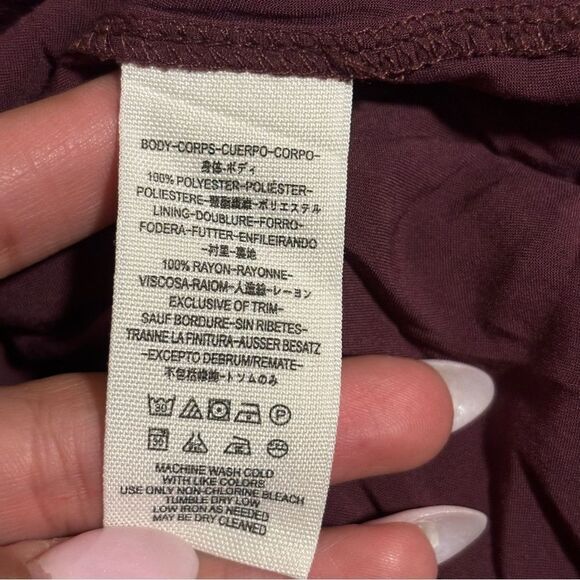 BODY-CORPS-CUERPO-CORPO-
身体-ボディ
100% POLYESTER-POLIÉSTER-
POLIESTERE-聚酯纖維-ポリエステル
LINING-DOUBLURE-FORRO-
FODERA-FUTTER-ENFILEIRANDO
-衬里-裏地
100% RAYON-RAYONNE-
VISCOSA-RAIOM-人造絲-レーヨン
EXCLUSIVE OF TRIM-
SAUF BORDURE-SIN RIBETES-
TRANNE LA FINITURA-AUSSER BESATZ
-EXCEPTO DEBRUM/REMATE-
不包括修飾-トリムのみ
30 P
30
MACHINE WASH COLD
WITH LIKE COLORS
USE ONLY NON-CHLORINE BLEACH
TUMBLE DRY LOW
LOW IRON AS NEEDED
MAY BE DRY CLEANED